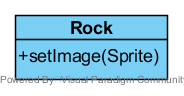 Rock
+setImage(Sprite)
Powered By Visual Paradigm Community